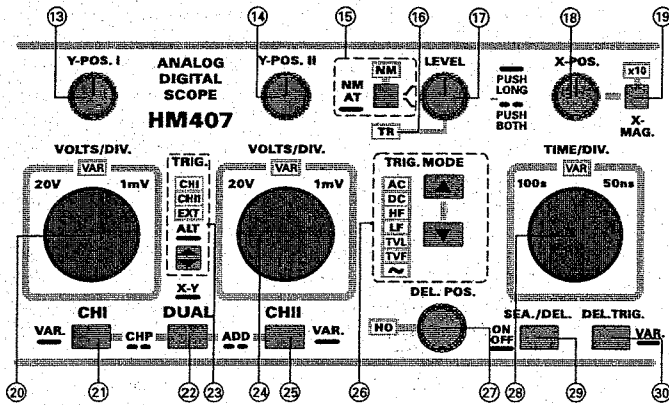 13 14 15 16 17 18 19
Y-POS. I
ANALOG
DIGITAL
SCOPE
HM407
Y-POS. II
NM
AT
NM
LEVEL
TR
PUSH
LONG
PUSH
BOTH
X-POS.
x10
X-
MAG.
VOLTS/DIV.
VAR
20V 1mV
TRIG.
CHI
CHII
EXT
ALT
VOLTS/DIV.
VAR
20V 1mV
TRIG. MODE
AC
DC
HF
LF
TVL
TVF
~
TIME/DIV.
VAR
100s 50ns
X-Y
CHI
DUAL
CHII
VAR.
CHP
ADD
VAR.
DEL. POS.
HO
ON
OFF
SEA./DEL.
DEL.TRIG.
VAR.
20 21 22 23 24 25 26 27 28 29 30